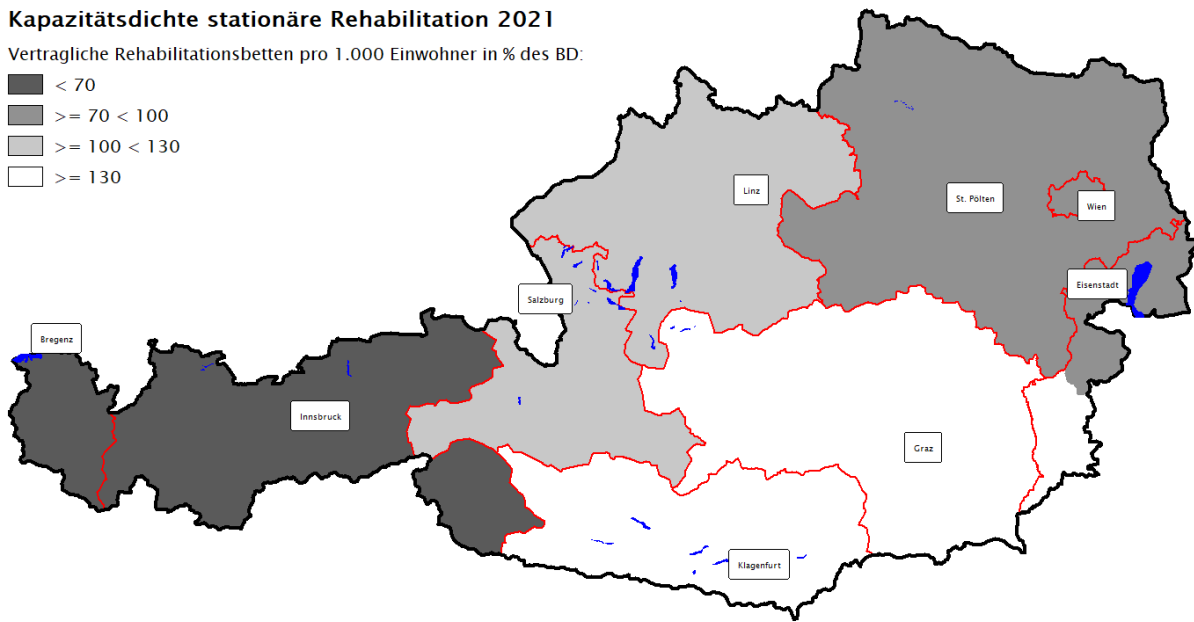 Kapazitätsdichte stationäre Rehabilitation 2021
Vertragliche Rehabilitationsbetten pro 1.000 Einwohner in % des BD:
< 70
>= 70 < 100
>= 100 < 130
>= 130
Linz
St. Pölten
Wien
Eisenstadt
Salzburg
Bregenz
Innsbruck
Graz
Klagenfurt